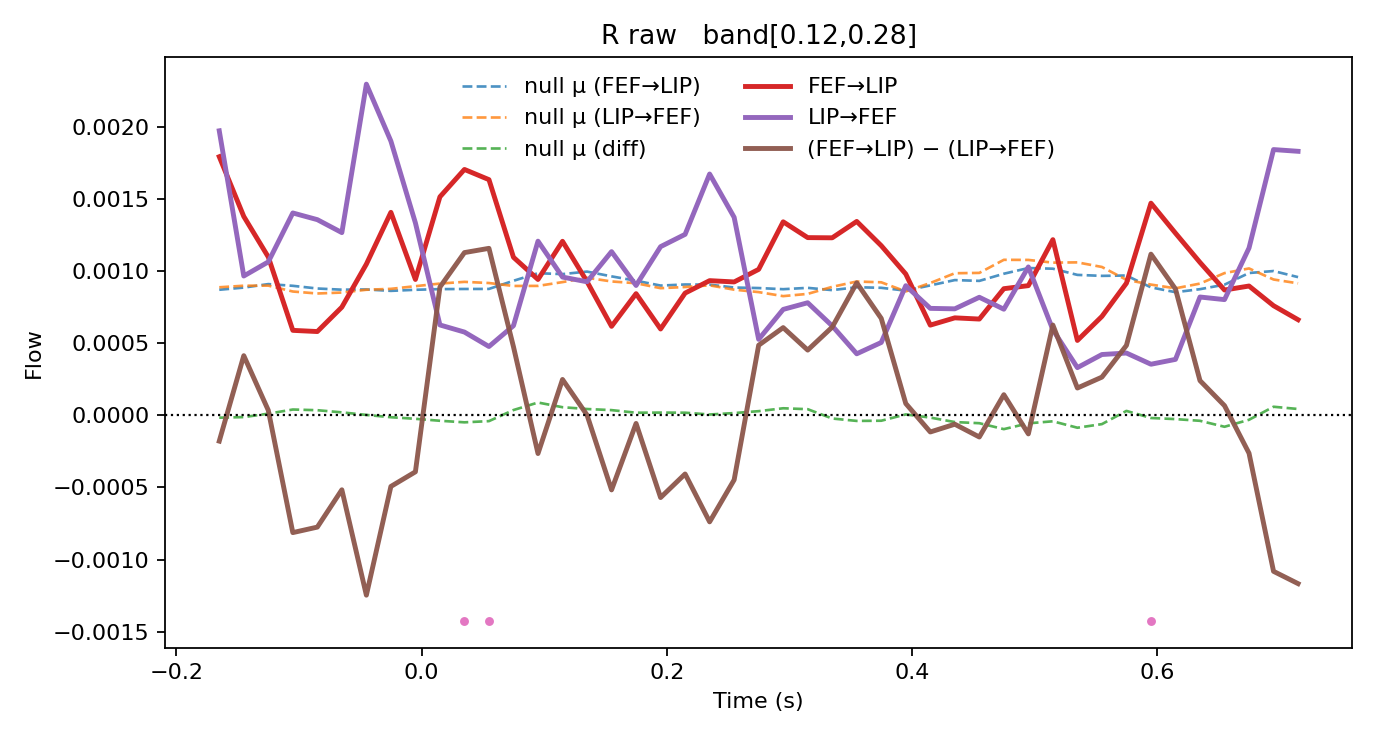 R raw   band[0.12,0.28]
null μ (FEF→LIP)
null μ (LIP→FEF)
null μ (diff)
FEF→LIP
LIP→FEF
(FEF→LIP) − (LIP→FEF)
Flow
0.0020
0.0015
0.0010
0.0005
0.0000
−0.0005
−0.0010
−0.0015
−0.2
0.0
0.2
0.4
0.6
Time (s)